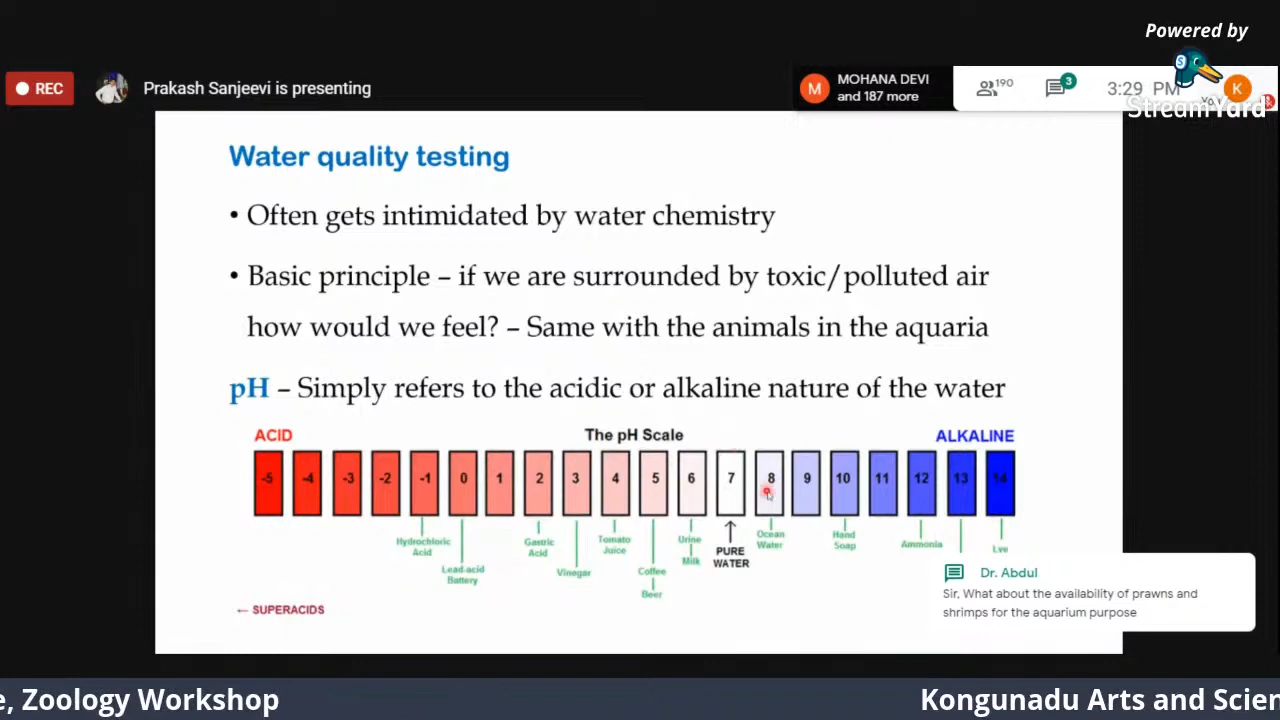 Powered by
REC
Prakash Sanjeevi is presenting
M
MOHANA DEVI
and 187 more
190
3
3:29 PM
K
StreamYard
Water quality testing
• Often gets intimidated by water chemistry
• Basic principle – if we are surrounded by toxic/polluted air
how would we feel? – Same with the animals in the aquaria
pH – Simply refers to the acidic or alkaline nature of the water
ACID
The pH Scale
ALKALINE
-5 -4 -3 -2 -1 0 1 2 3 4 5 6 7 8 9 10 11 12 13 14
Hydrochloric
Acid
Lead-acid
Battery
Gastric
Acid
Vinegar
Tomato
Juice
Coffee
Beer
Urine
Milk
PURE
WATER
Ocean
Water
Hand
Soap
Ammonia
Lye
← SUPERACIDS
Dr. Abdul
Sir, What about the availability of prawns and
shrimps for the aquarium purpose
e, Zoology Workshop
Kongunadu Arts and Scien